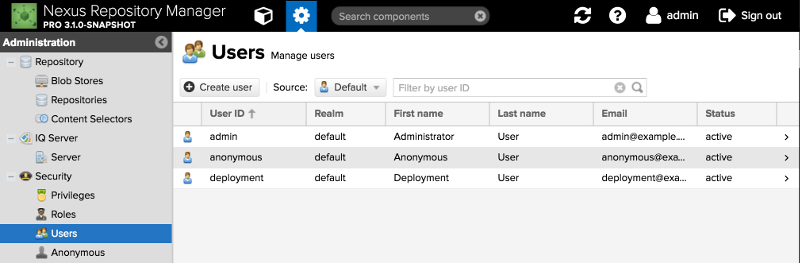 Nexus Repository Manager
PRO 3.1.0-SNAPSHOT
Search components
admin
Sign out
Administration
Repository
Blob Stores
Repositories
Content Selectors
IQ Server
Server
Security
Privileges
Roles
Users
Anonymous
Users Manage users
Create user Source: Default Filter by user ID
User ID Realm First name Last name Email Status
admin default Administrator User admin@example.... active
anonymous default Anonymous User anonymous@exa... active
deployment default Deployment User deployment@exa... active